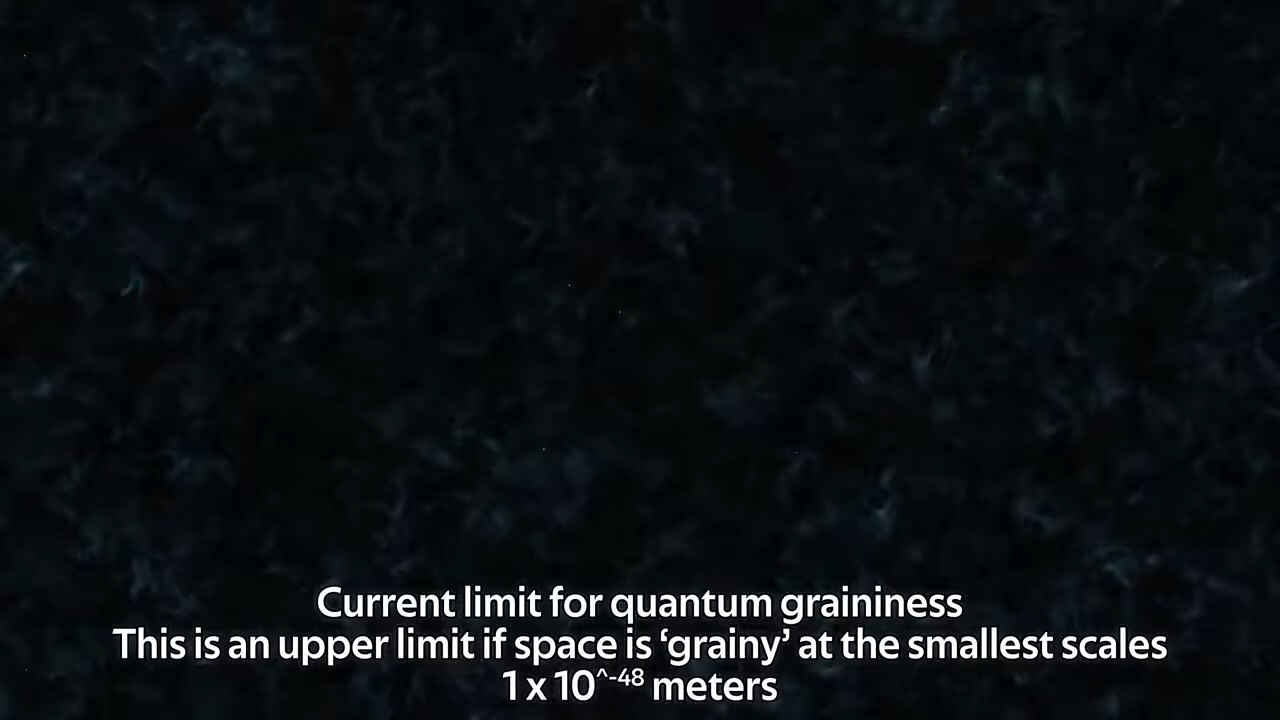 Current limit for quantum graininess
This is an upper limit if space is ‘grainy’ at the smallest scales
1 x 10^-48 meters